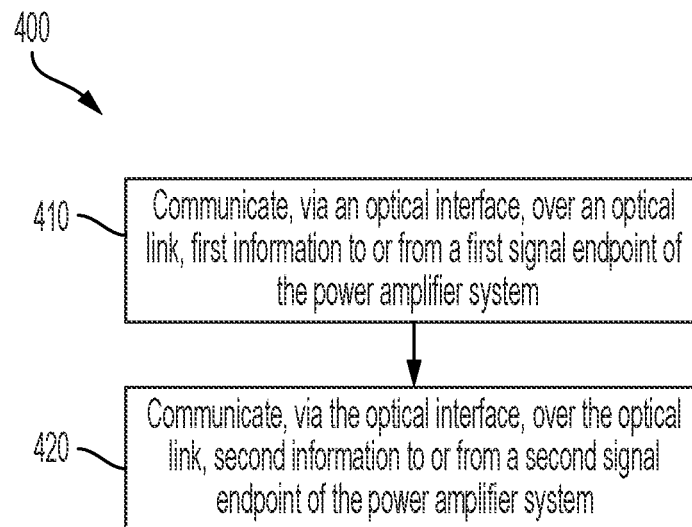 400
410
Communicate, via an optical interface, over an optical
link, first information to or from a first signal endpoint of
the power amplifier system
420
Communicate, via the optical interface, over the optical
link, second information to or from a second signal
endpoint of the power amplifier system